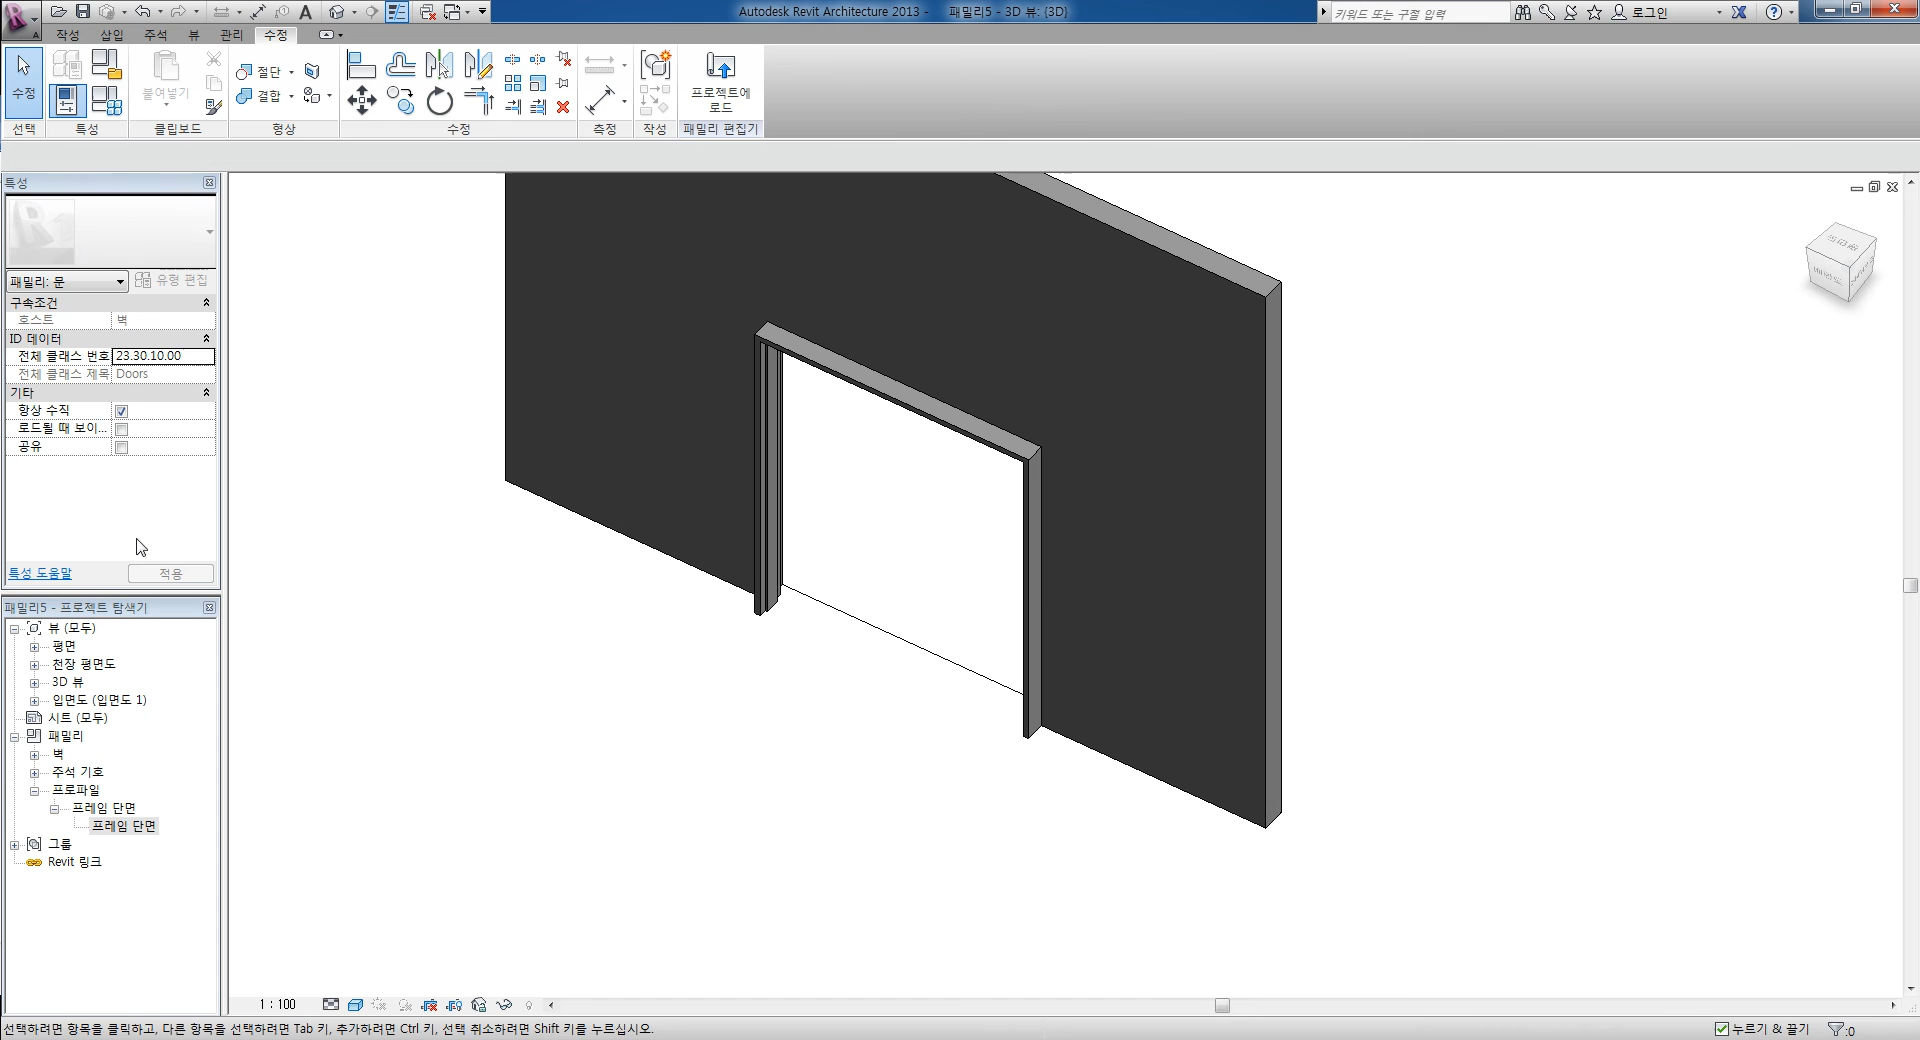 Autodesk Revit Architecture 2013 - 패밀리5 - 3D 뷰: {3D}
키워드 또는 구절 입력
로그인
작성 삽입 주석 뷰 관리 수정
수정
붙여넣기
절단
결합
프로젝트에
로드
선택 특성 클립보드 형상 수정 측정 작성 패밀리 편집기
특성
패밀리: 문
유형 편집
구속조건
호스트 벽
ID 데이터
전체 클래스 번호 23.30.10.00
전체 클래스 제목 Doors
기타
항상 수직
로드될 때 보이...
공유
특성 도움말
적용
패밀리5 - 프로젝트 탐색기
뷰 (모두)
평면
천장 평면도
3D 뷰
입면도 (입면도 1)
시트 (모두)
패밀리
벽
주석 기호
프로파일
프레임 단면
프레임 단면
그룹
Revit 링크
1 : 100
선택하려면 항목을 클릭하고, 다른 항목을 선택하려면 Tab 키, 추가하려면 Ctrl 키, 선택 취소하려면 Shift 키를 누르십시오.
누르기 & 끌기
:0